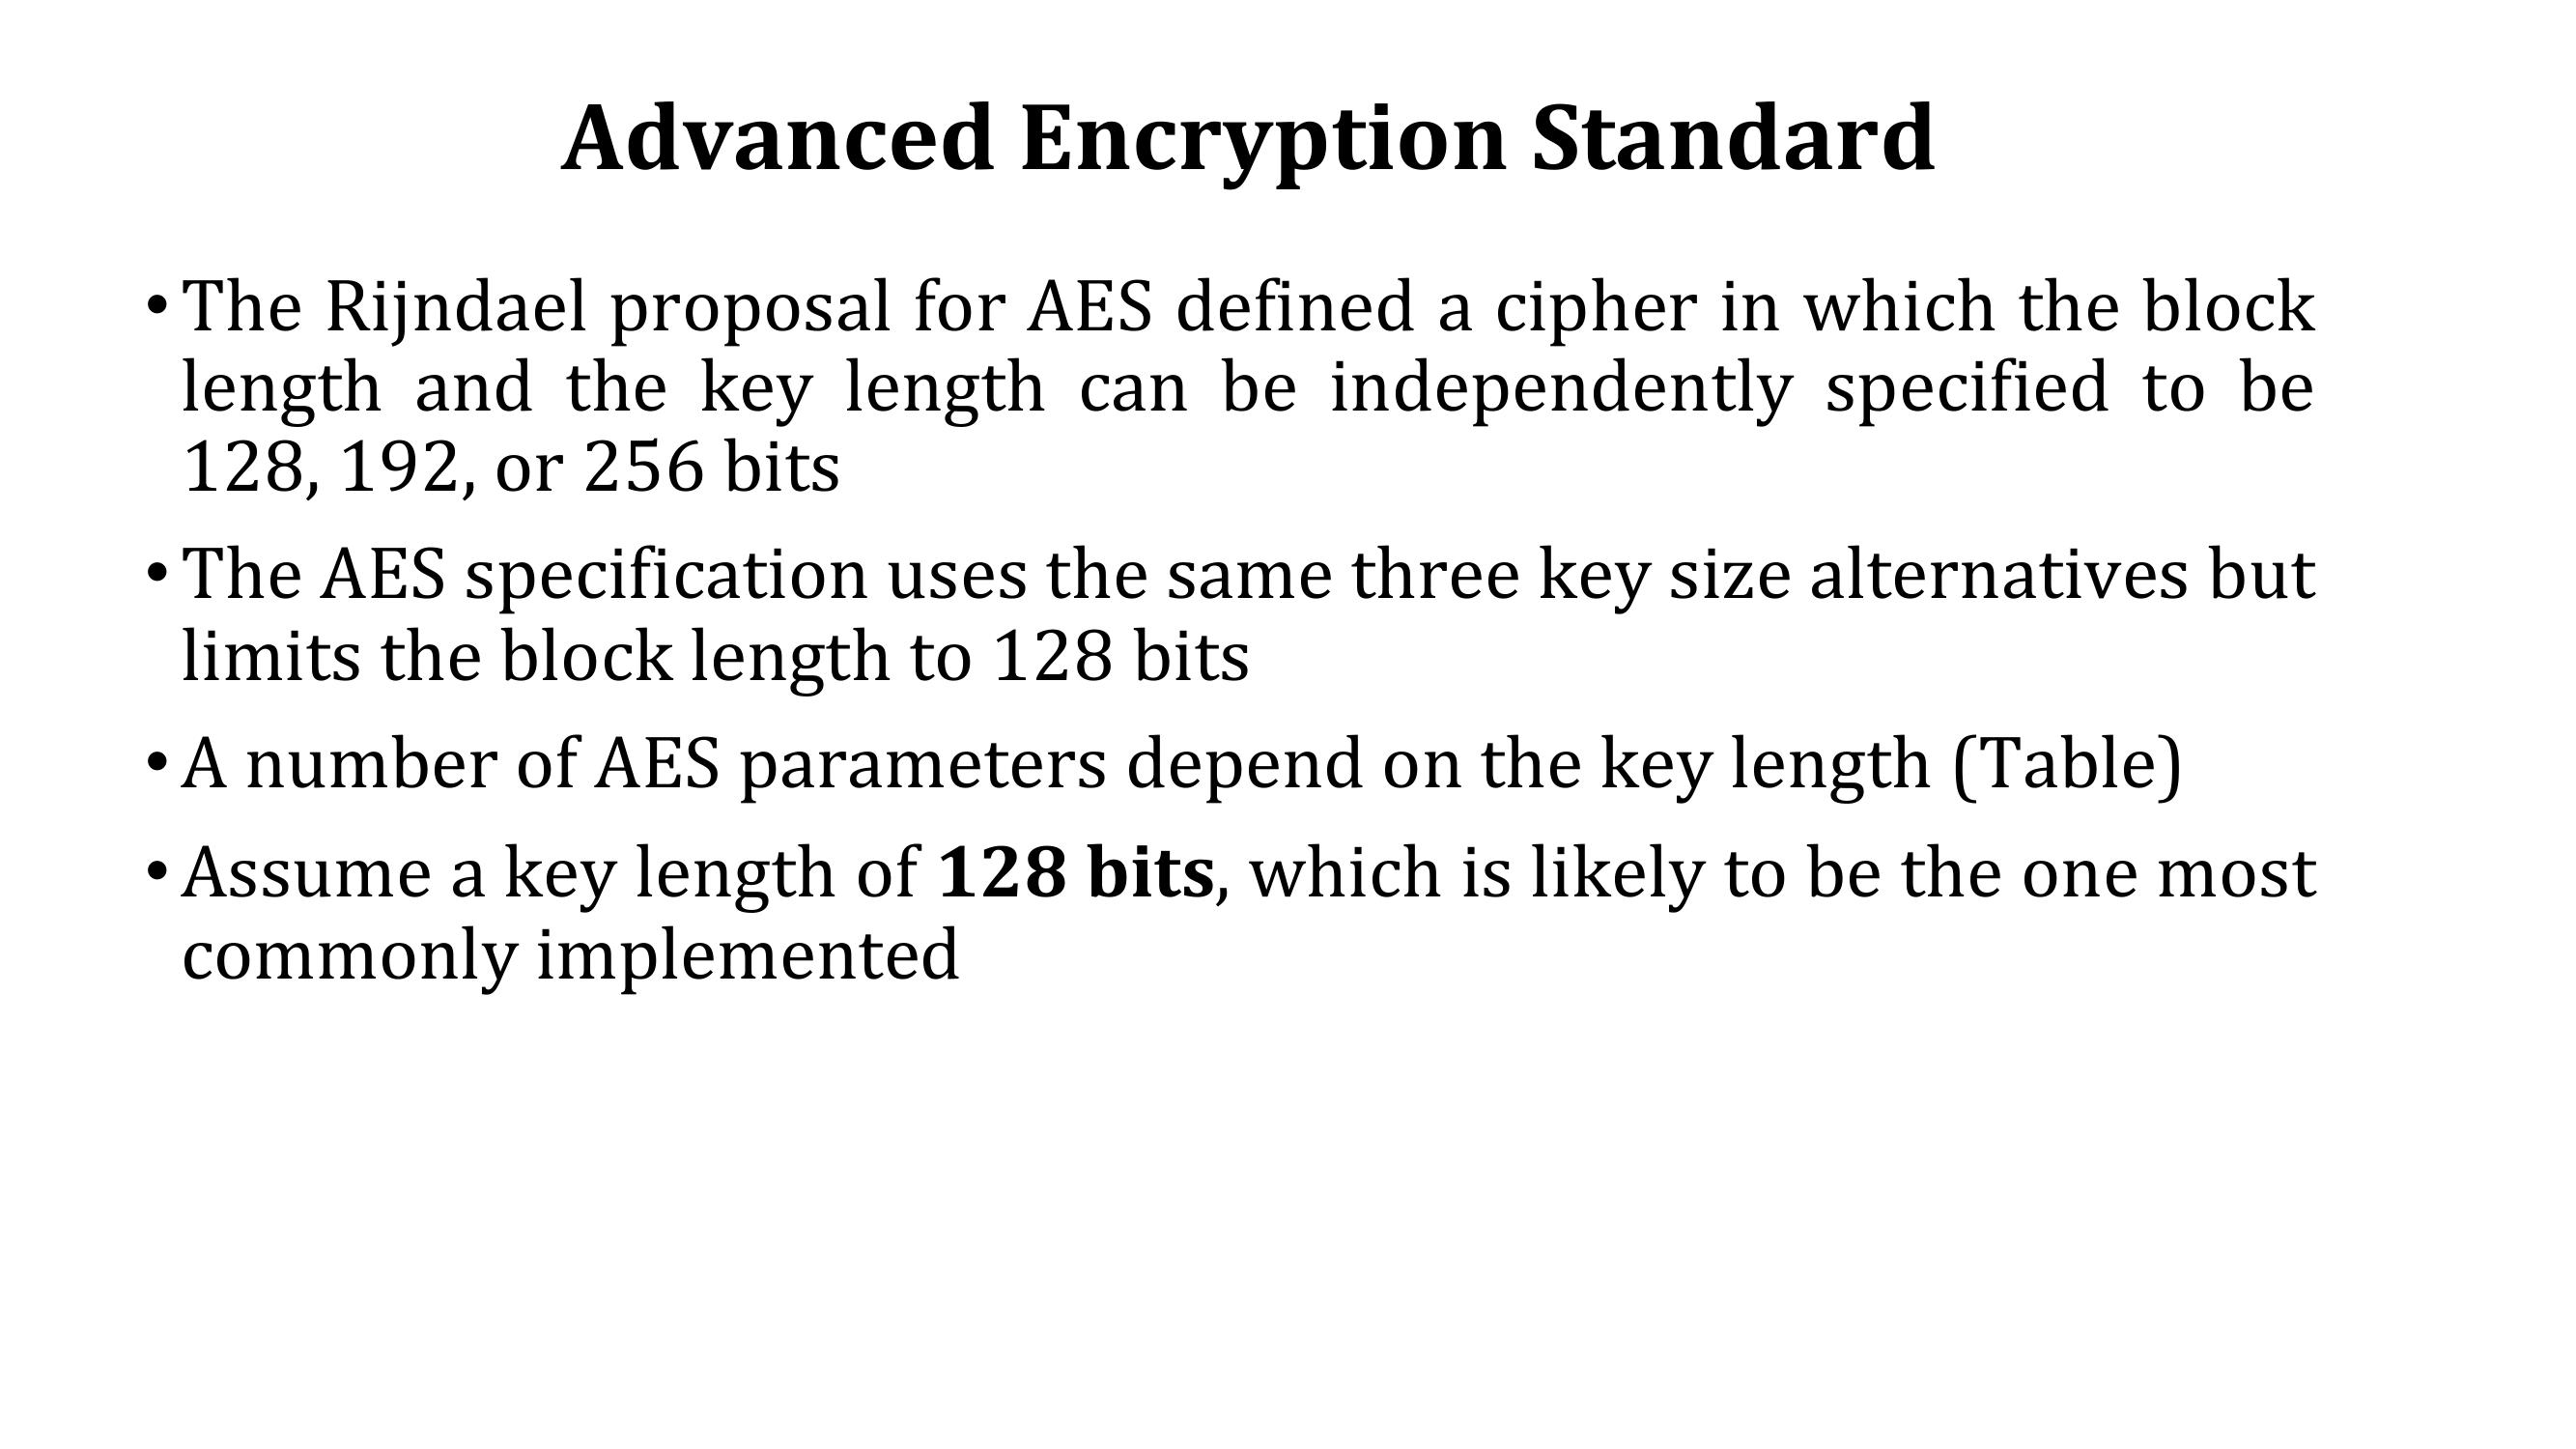 Advanced Encryption Standard
• The Rijndael proposal for AES defined a cipher in which the block
length and the key length can be independently specified to be
128, 192, or 256 bits
• The AES specification uses the same three key size alternatives but
limits the block length to 128 bits
• A number of AES parameters depend on the key length (Table)
• Assume a key length of 128 bits, which is likely to be the one most
commonly implemented